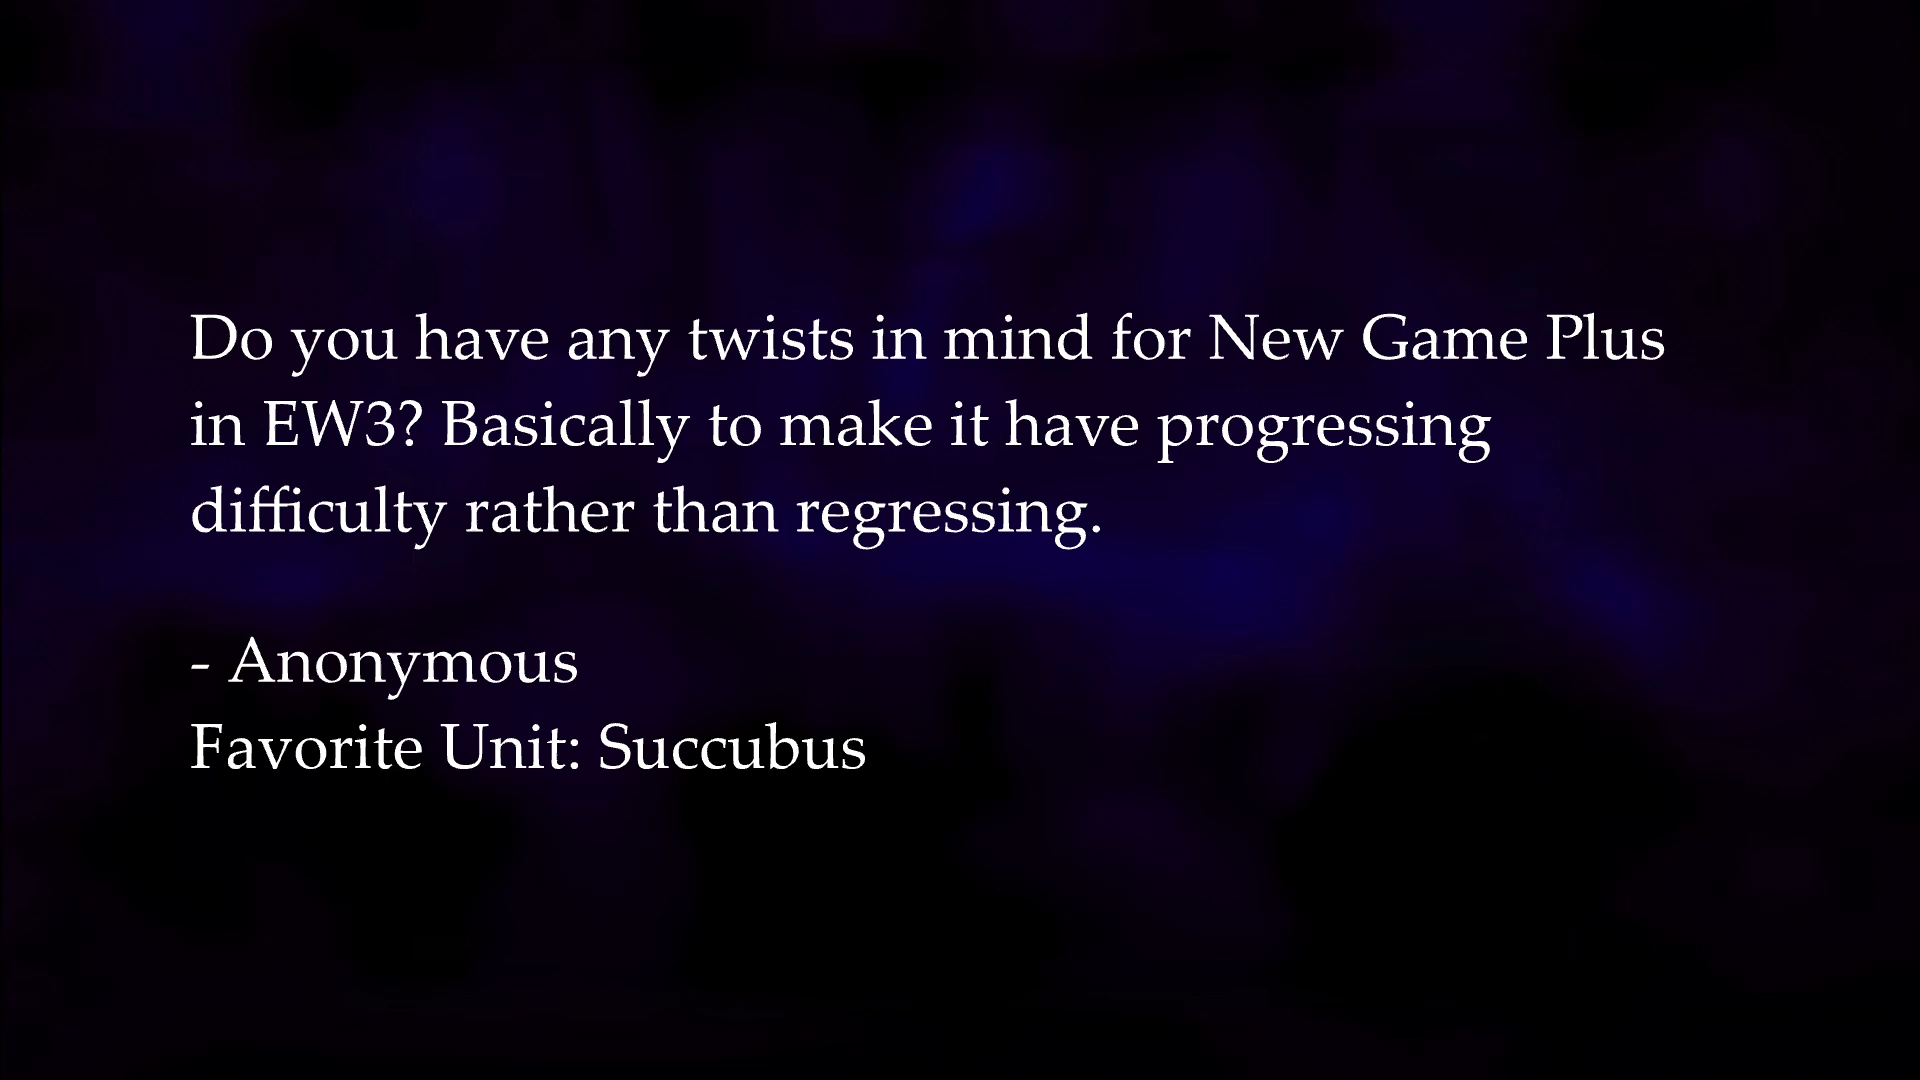 Do you have any twists in mind for New Game Plus
in EW3? Basically to make it have progressing
difficulty rather than regressing.
- Anonymous
Favorite Unit: Succubus